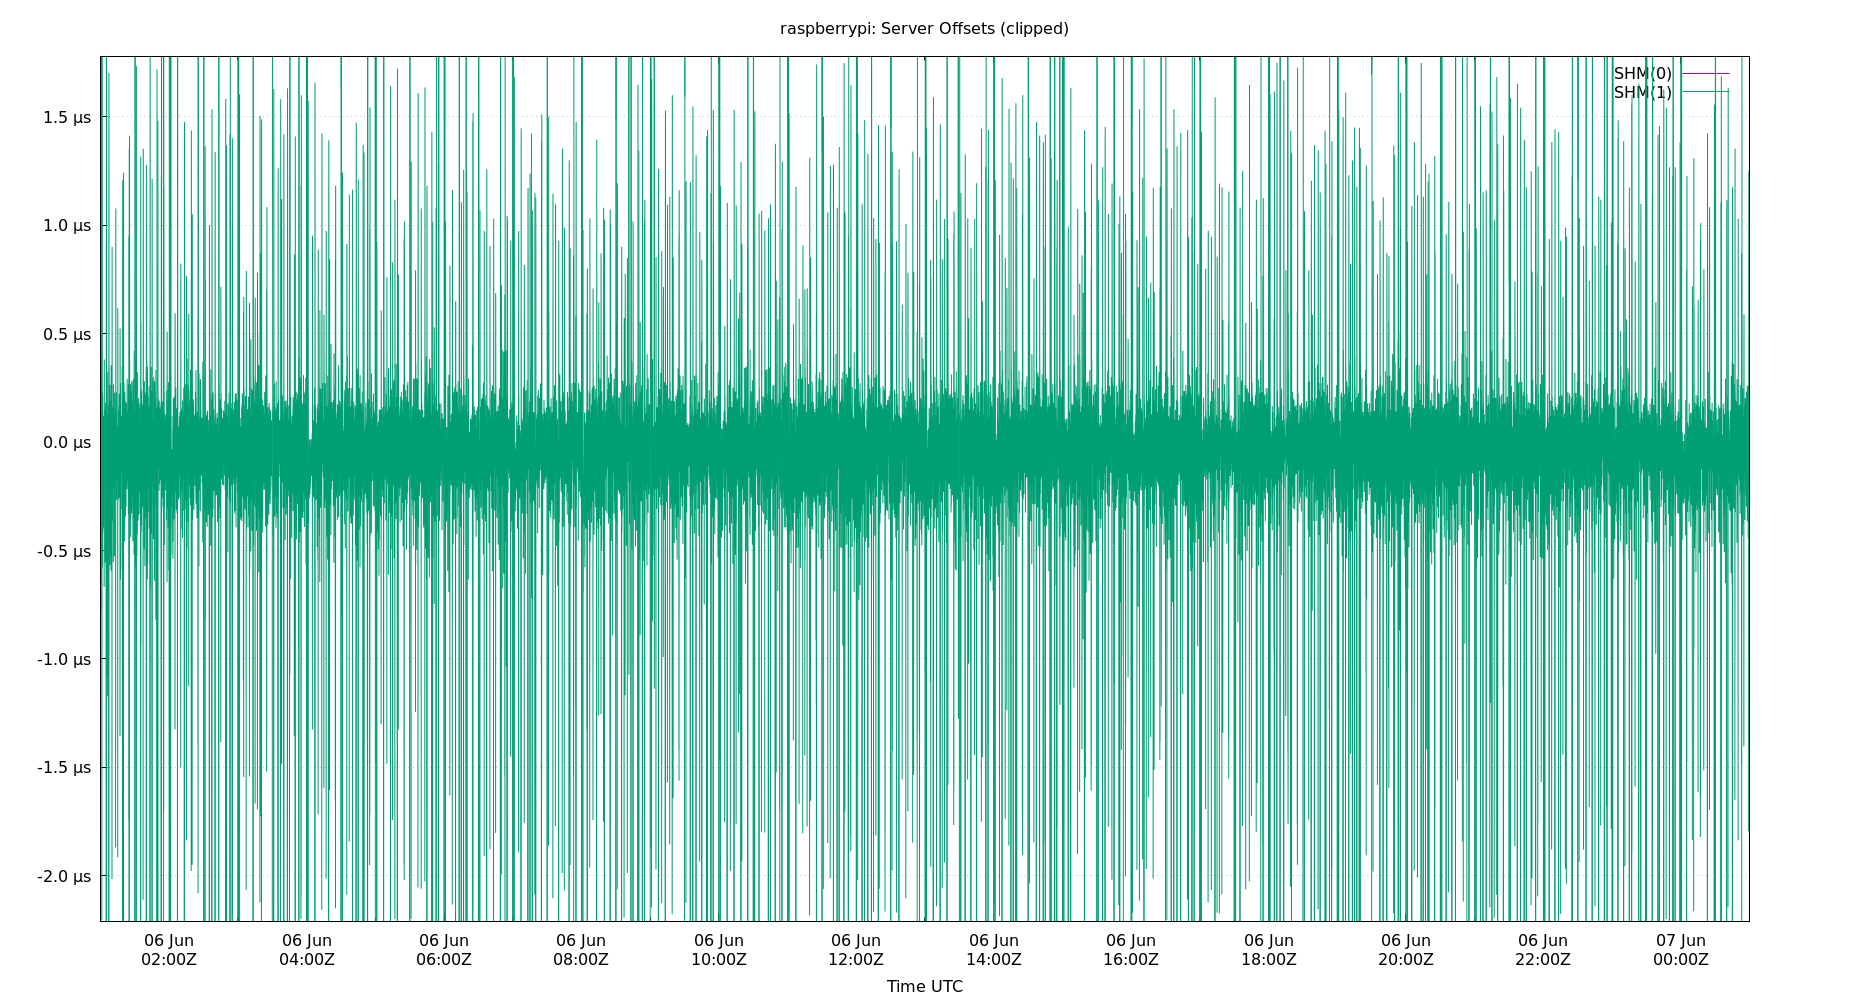 raspberrypi: Server Offsets (clipped)
SHM(0)
SHM(1)
1.5 µs
1.0 µs
0.5 µs
0.0 µs
-0.5 µs
-1.0 µs
-1.5 µs
-2.0 µs
06 Jun 06 Jun 06 Jun 06 Jun 06 Jun 06 Jun 06 Jun 06 Jun 06 Jun 06 Jun 06 Jun 07 Jun
02:00Z 04:00Z 06:00Z 08:00Z 10:00Z 12:00Z 14:00Z 16:00Z 18:00Z 20:00Z 22:00Z 00:00Z
Time UTC